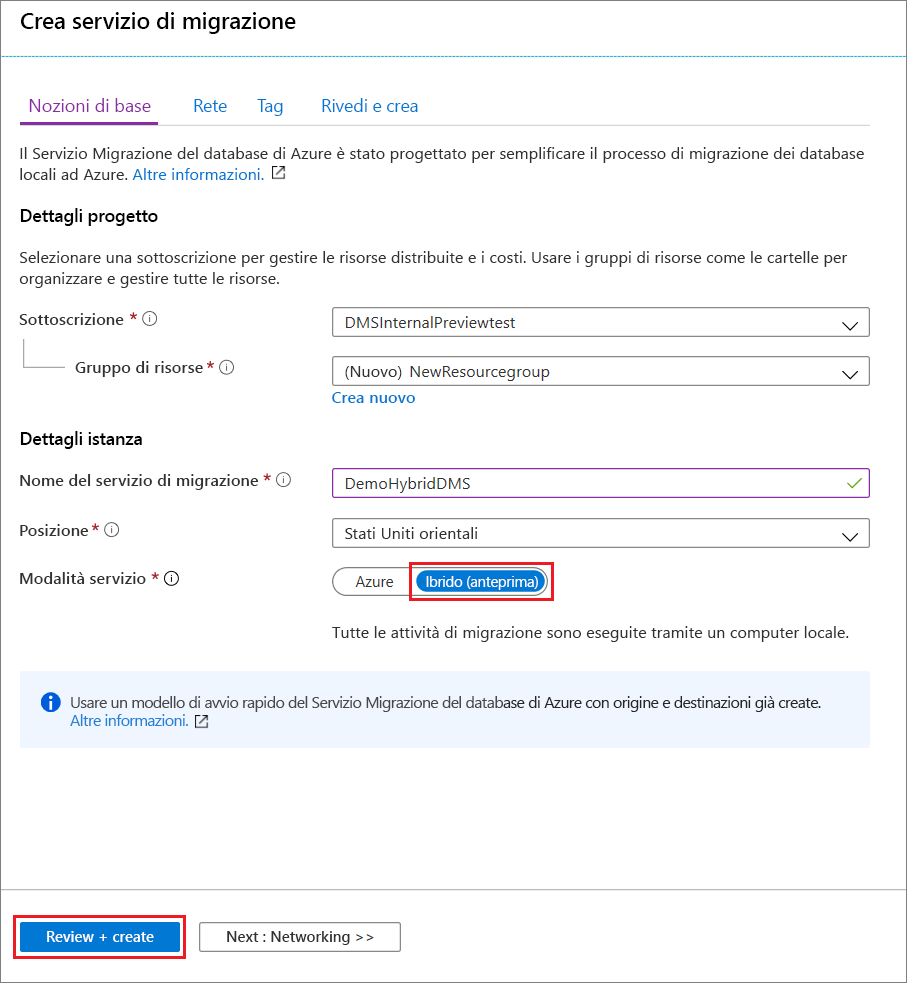 Crea servizio di migrazione
Nozioni di base Rete Tag Rivedi e crea
Il Servizio Migrazione del database di Azure è stato progettato per semplificare il processo di migrazione dei database
locali ad Azure. Altre informazioni.
Dettagli progetto
Selezionare una sottoscrizione per gestire le risorse distribuite e i costi. Usare i gruppi di risorse come le cartelle per
organizzare e gestire tutte le risorse.
Sottoscrizione * DMSInternalPreviewtest
Gruppo di risorse * (Nuovo) NewResourcegroup
Crea nuovo
Dettagli istanza
Nome del servizio di migrazione * DemoHybridDMS
Posizione * Stati Uniti orientali
Modalità servizio * Azure Ibrido (anteprima)
Tutte le attività di migrazione sono eseguite tramite un computer locale.
Usare un modello di avvio rapido del Servizio Migrazione del database di Azure con origine e destinazioni già create.
Altre informazioni.
Review + create Next : Networking >>